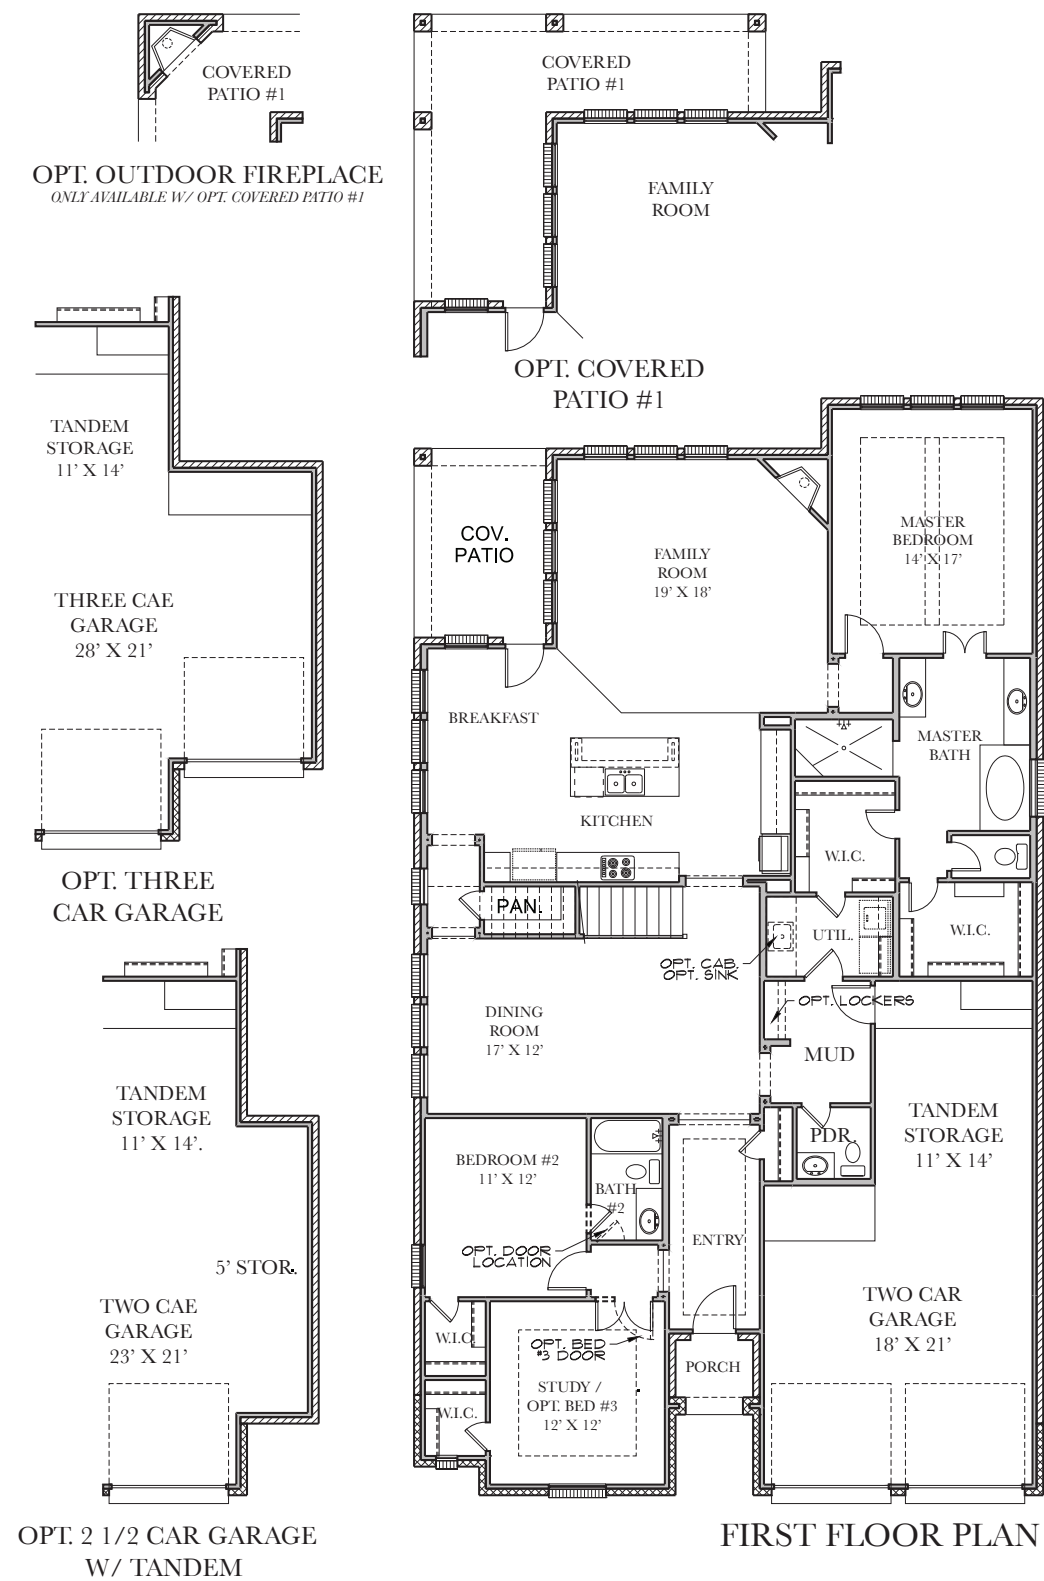 COVERED
PATIO #1
OPT. OUTDOOR FIREPLACE
ONLY AVAILABLE W/ OPT. COVERED PATIO #1
COVERED
PATIO #1
FAMILY
ROOM
OPT. COVERED
PATIO #1
TANDEM
STORAGE
11' X 14'
THREE CAE
GARAGE
28' X 21'
OPT. THREE
CAR GARAGE
TANDEM
STORAGE
11' X 14'.
5' STOR.
TWO CAE
GARAGE
23' X 21'
OPT. 2 1/2 CAR GARAGE
W/ TANDEM
COV.
PATIO
FAMILY
ROOM
19' X 18'
MASTER
BEDROOM
14' X 17'
BREAKFAST
MASTER
BATH
KITCHEN
W.I.C.
PAN.
UTIL.
W.I.C.
OPT. CAB.
OPT. SINK
OPT. LOCKERS
DINING
ROOM
17' X 12'
MUD
TANDEM
STORAGE
11' X 14'
PDR.
BEDROOM #2
11' X 12'
BATH
#2
ENTRY
OPT. DOOR
LOCATION
TWO CAR
GARAGE
18' X 21'
W.I.C.
OPT. BED
#3 DOOR
PORCH
STUDY /
OPT. BED #3
12' X 12'
W.I.C.
FIRST FLOOR PLAN